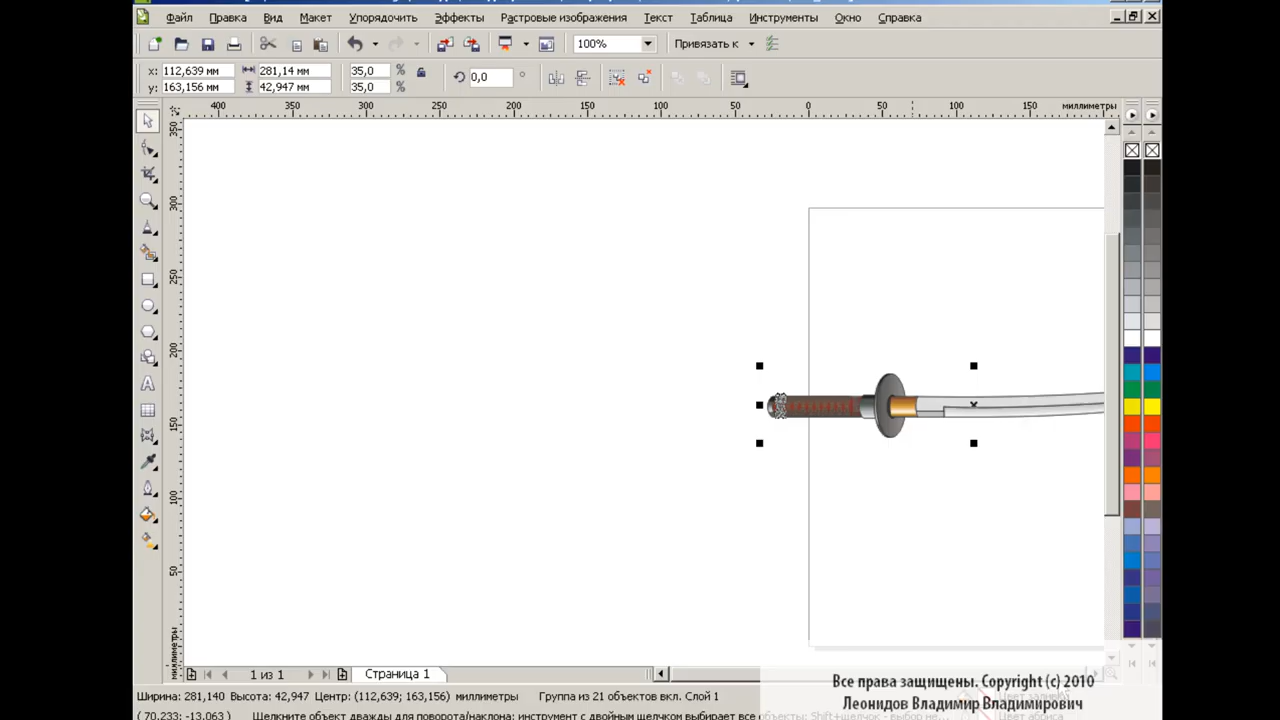 Файл Правка Вид Макет Упорядочить Эффекты Растровые изображения Текст Таблица Инструменты Окно Справка
100% Привязать к
x: 112,639 мм 281,14 мм 35,0 % 0,0 °
y: 163,156 мм 42,947 мм 35,0 %
400 350 300 250 200 150 100 50 0 50 100 150 миллиметры
350
300
250
200
150
100
50
миллиметры
1 из 1 Страница 1
Ширина: 281,140 Высота: 42,947 Центр: (112,639; 163,156) миллиметры Группа из 21 объектов вкл. Слой 1
(70,233; -13,063) Щелкните объект дважды для поворота/наклона; инструмент с двойным щелчком выбирает все объекты; Shift+щелчок - выбор не...
Все права защищены. Copyright (c) 2010
Леонидов Владимир Владимирович